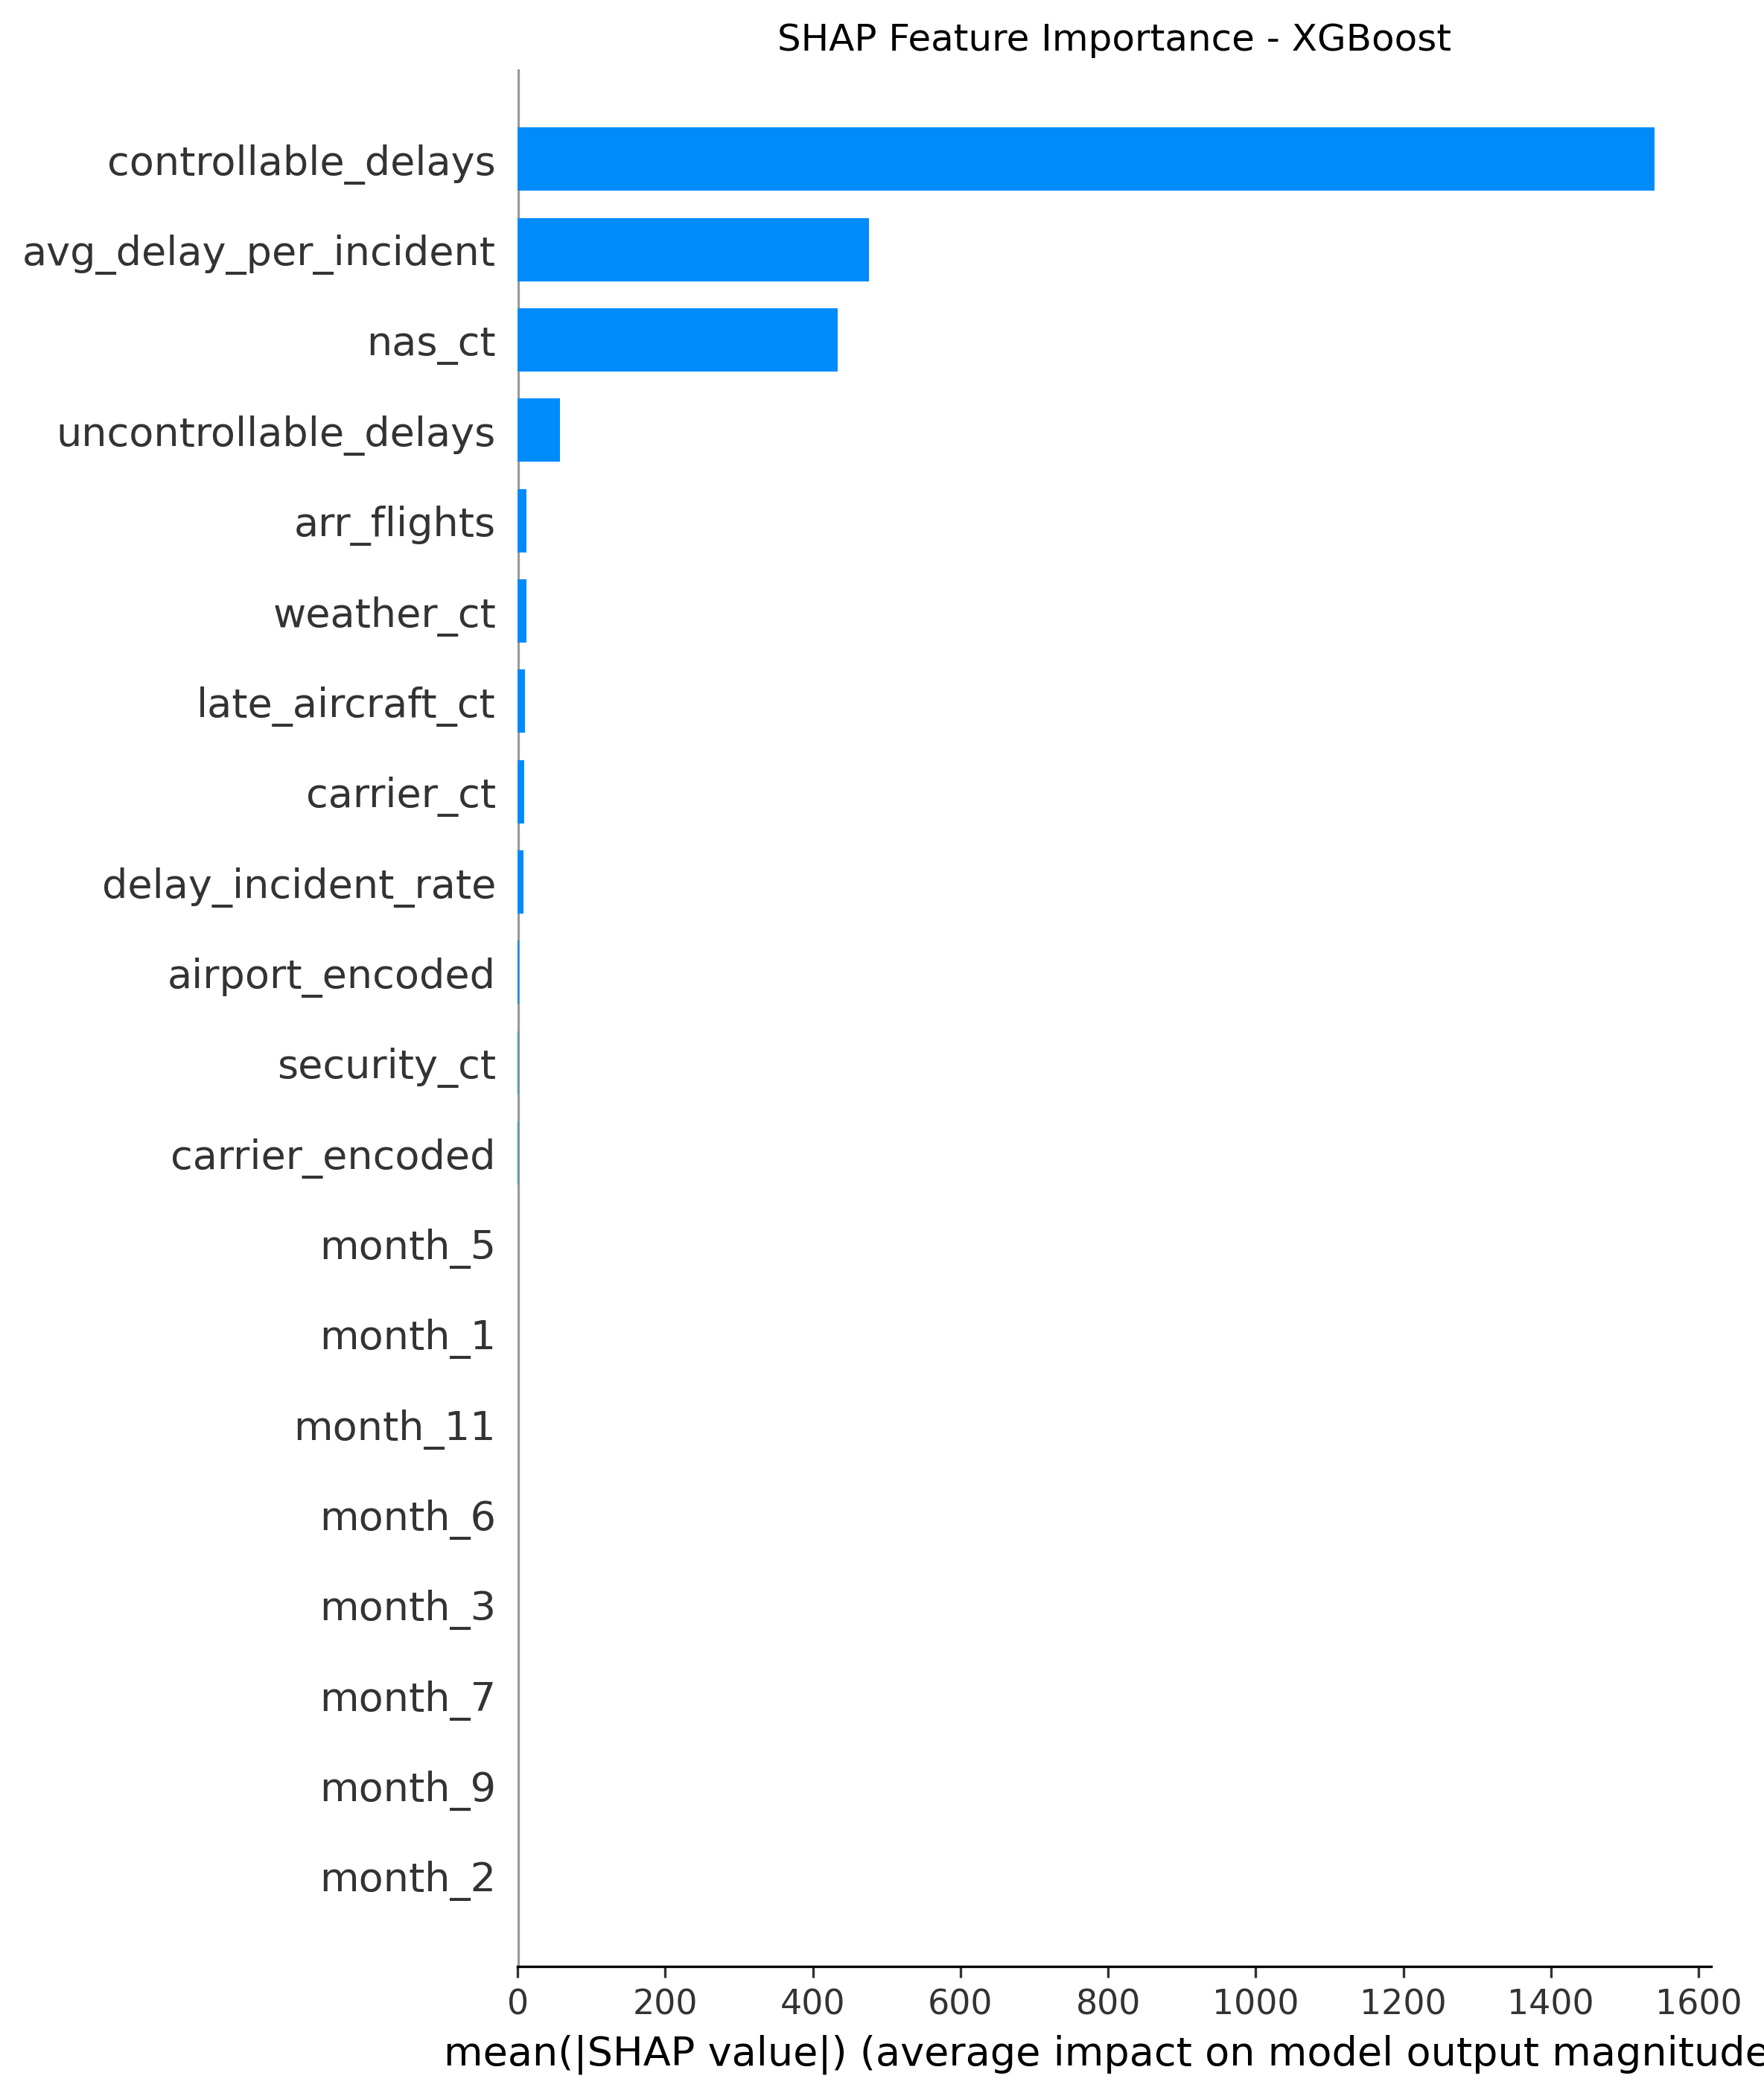 SHAP Feature Importance - XGBoost
controllable_delays
avg_delay_per_incident
nas_ct
uncontrollable_delays
arr_flights
weather_ct
late_aircraft_ct
carrier_ct
delay_incident_rate
airport_encoded
security_ct
carrier_encoded
month_5
month_1
month_11
month_6
month_3
month_7
month_9
month_2
0 200 400 600 800 1000 1200 1400 1600
mean(|SHAP value|) (average impact on model output magnitude